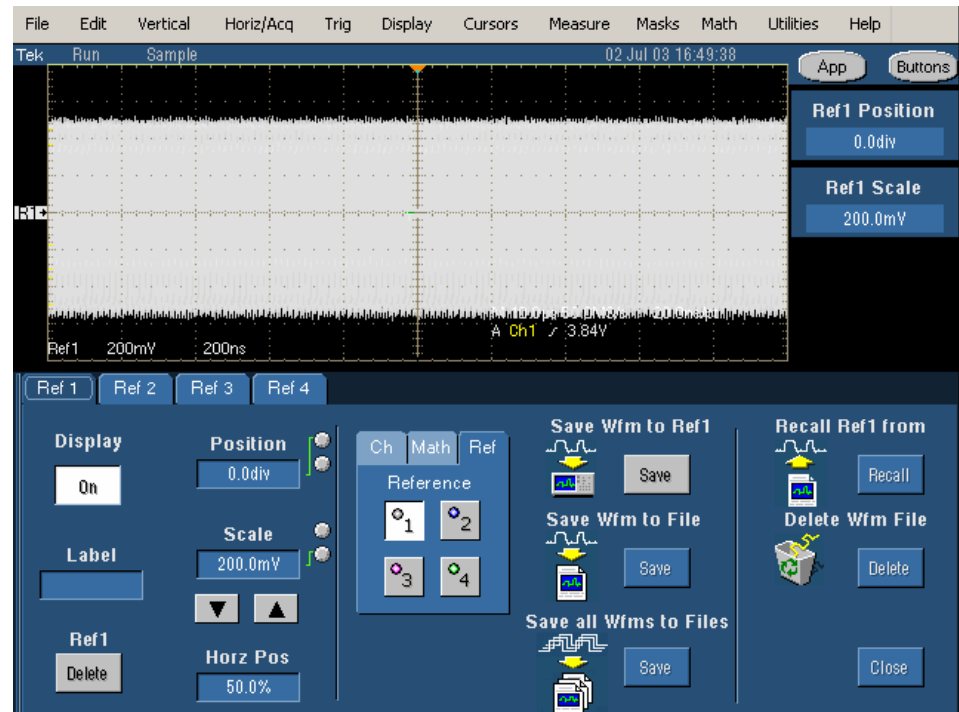 File Edit Vertical Horiz/Acq Trig Display Cursors Measure Masks Math Utilities Help
Tek Run Sample 02 Jul 03 16:49:38
App Buttons
Ref1 Position
0.0div
Ref1 Scale
200.0mV
R1
A Ch1 3.84V
Ref1 200mV 200ns
Ref 1 Ref 2 Ref 3 Ref 4
Display
On
Label
Ref1
Delete
Position
0.0div
Scale
200.0mV
Horz Pos
50.0%
Ch Math Ref
Reference
1 2
3 4
Save Wfm to Ref1
Save
Save Wfm to File
Save
Save all Wfms to Files
Save
Recall Ref1 from
Recall
Delete Wfm File
Delete
Close